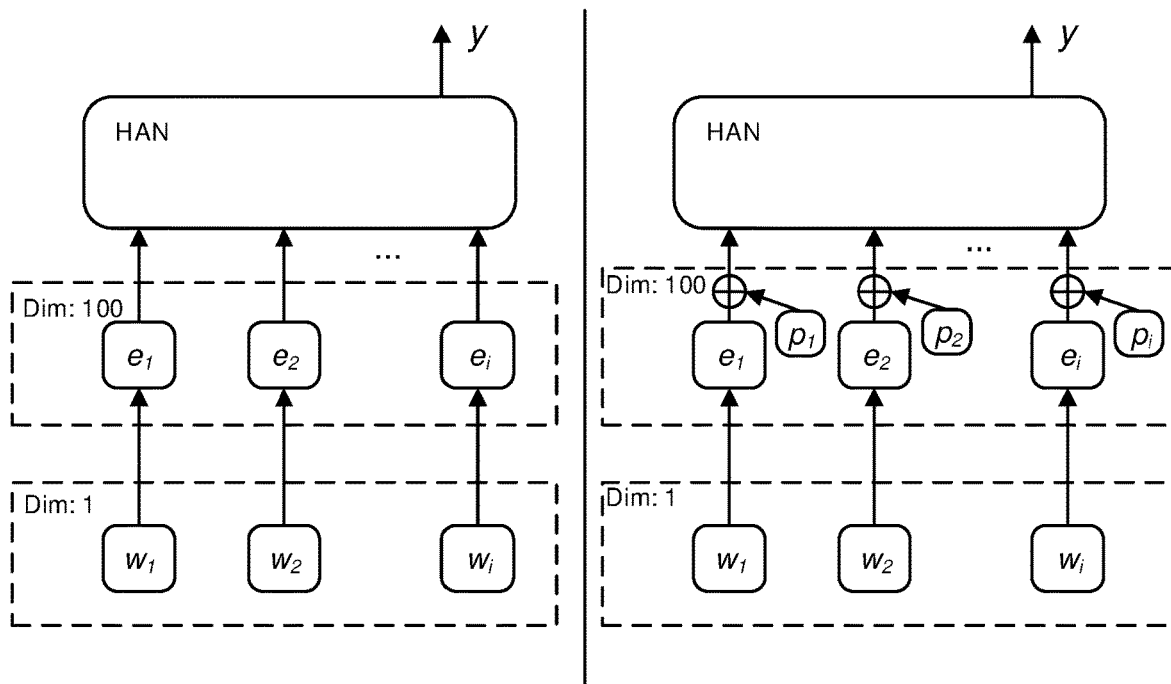 y
HAN
...
Dim: 100
e1 e2 ei
Dim: 1
w1 w2 wi
y
HAN
...
Dim: 100
p1 p2 pi
e1 e2 ei
Dim: 1
w1 w2 wi